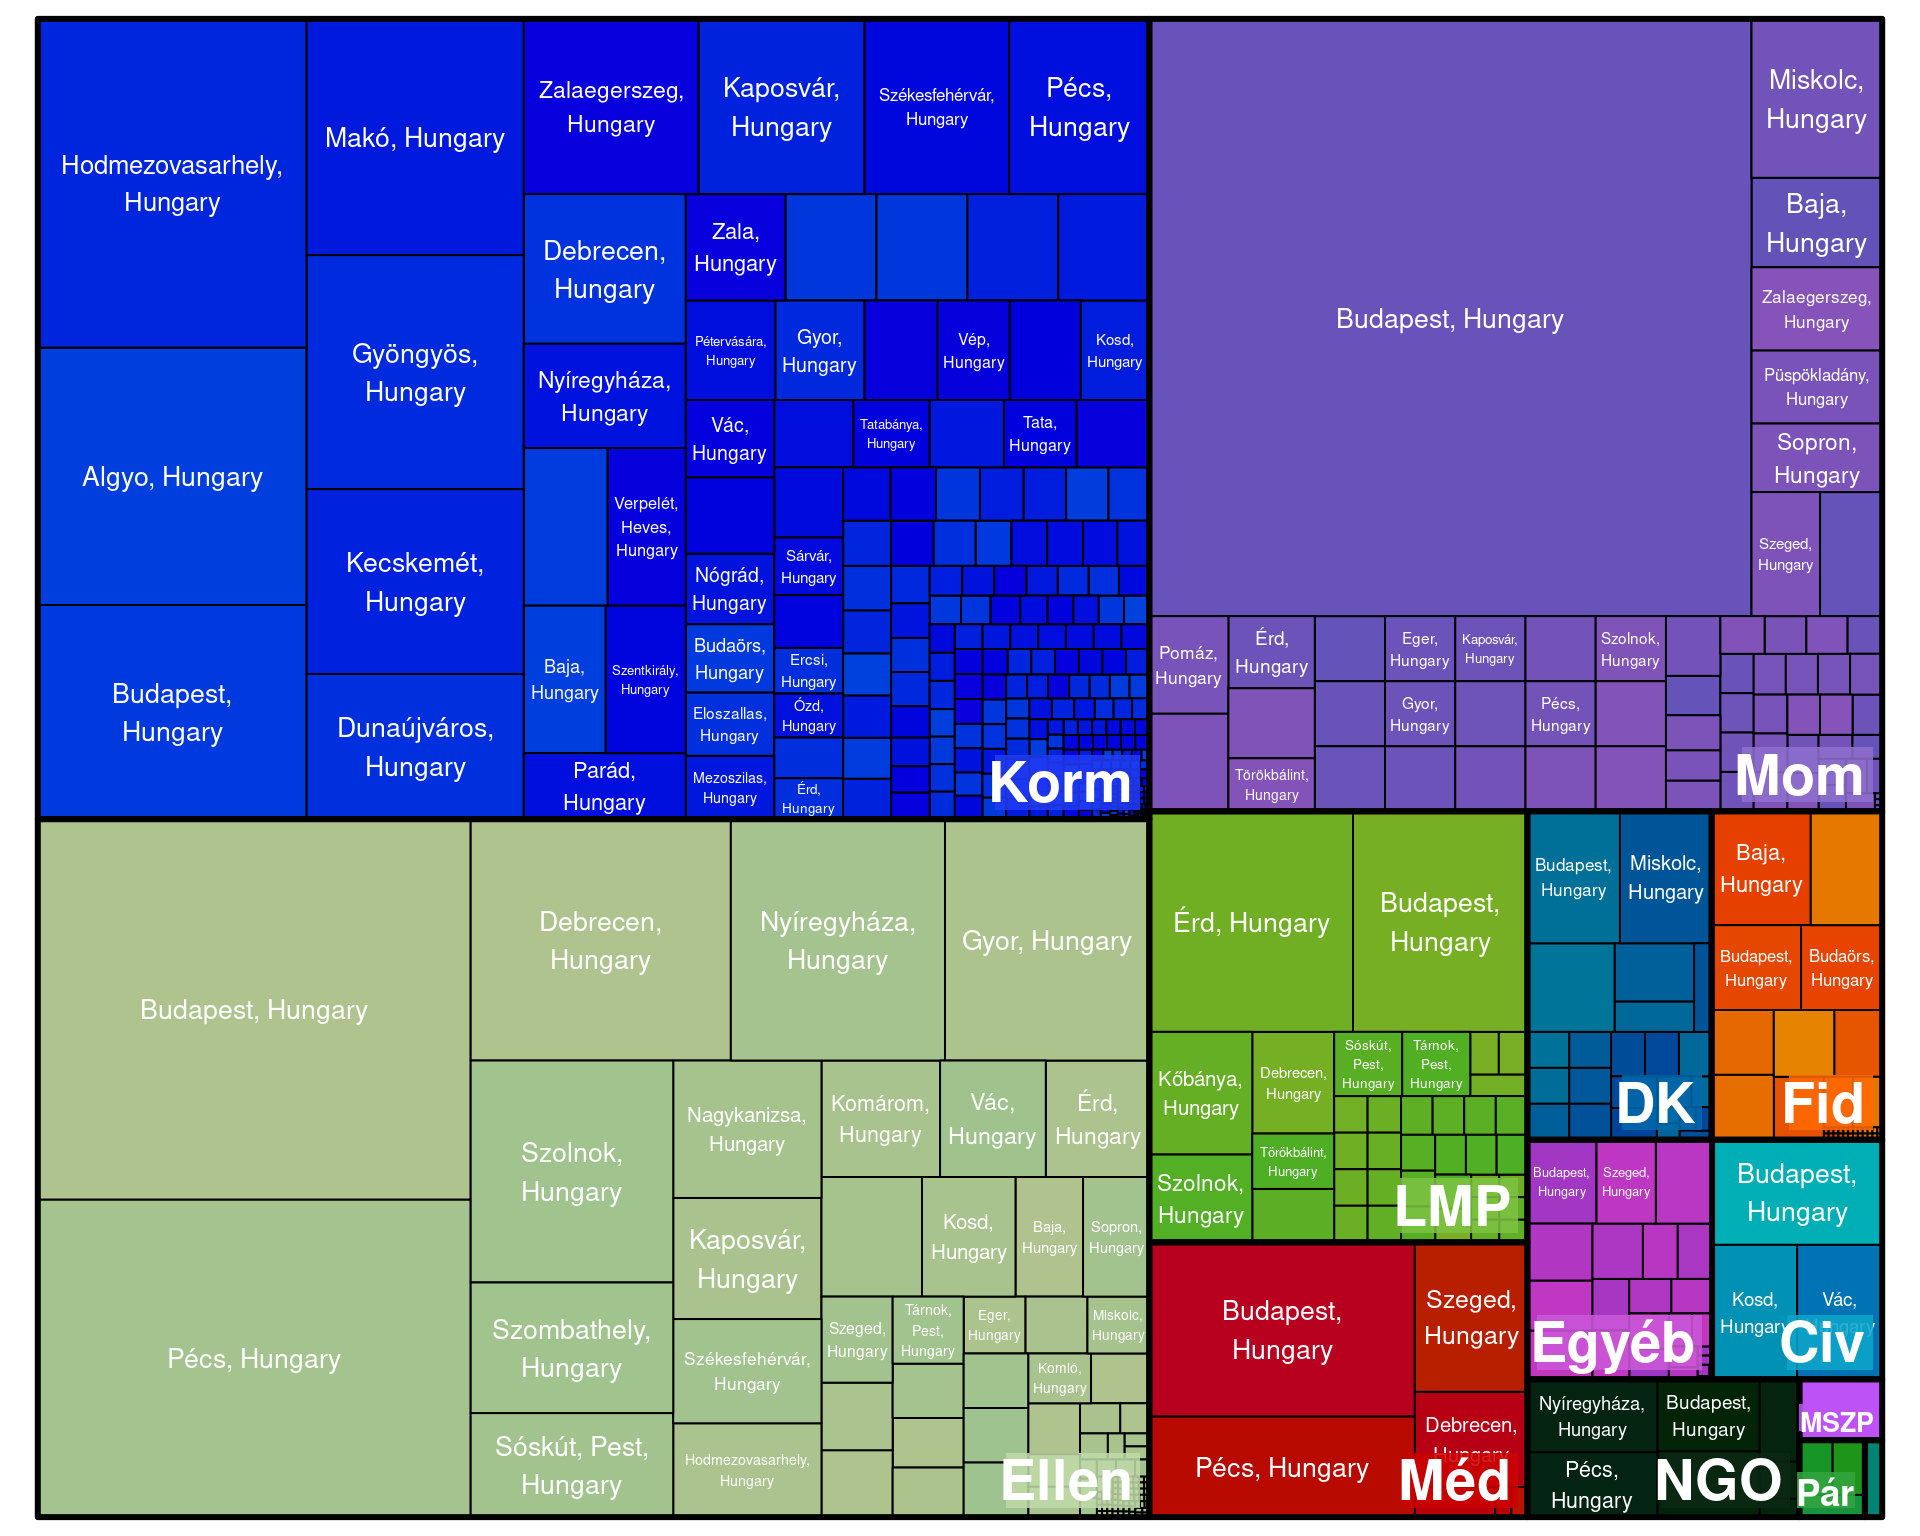 Hodmezovasarhely,
Hungary
Algyo, Hungary
Budapest,
Hungary
Makó, Hungary
Gyöngyös,
Hungary
Kecskemét,
Hungary
Dunaújváros,
Hungary
Zalaegerszeg,
Hungary
Kaposvár,
Hungary
Székesfehérvár,
Hungary
Pécs,
Hungary
Debrecen,
Hungary
Nyíregyháza,
Hungary
Verpelét,
Heves,
Hungary
Baja,
Hungary
Szentkirály,
Hungary
Parád,
Hungary
Zala,
Hungary
Pétervására,
Hungary
Gyor,
Hungary
Vép,
Hungary
Kosd,
Hungary
Vác,
Hungary
Tatabánya,
Hungary
Tata,
Hungary
Nógrád,
Hungary
Budaörs,
Hungary
Eloszallas,
Hungary
Mezoszilas,
Hungary
Sárvár,
Hungary
Ercsi,
Hungary
Ózd,
Hungary
Érd,
Hungary
Korm
Budapest, Hungary
Miskolc,
Hungary
Baja,
Hungary
Zalaegerszeg,
Hungary
Püspökladány,
Hungary
Sopron,
Hungary
Szeged,
Hungary
Pomáz,
Hungary
Érd,
Hungary
Törökbálint,
Hungary
Eger,
Hungary
Gyor,
Hungary
Kaposvár,
Hungary
Pécs,
Hungary
Szolnok,
Hungary
Mom
Budapest, Hungary
Pécs, Hungary
Debrecen,
Hungary
Nyíregyháza,
Hungary
Gyor, Hungary
Szolnok,
Hungary
Szombathely,
Hungary
Sóskút, Pest,
Hungary
Nagykanizsa,
Hungary
Kaposvár,
Hungary
Székesfehérvár,
Hungary
Hodmezovasarhely,
Hungary
Komárom,
Hungary
Vác,
Hungary
Érd,
Hungary
Kosd,
Hungary
Baja,
Hungary
Sopron,
Hungary
Szeged,
Hungary
Tárnok,
Pest,
Hungary
Eger,
Hungary
Miskolc,
Hungary
Komló,
Hungary
Ellen
Érd, Hungary
Budapest,
Hungary
Kőbánya,
Hungary
Szolnok,
Hungary
Debrecen,
Hungary
Törökbálint,
Hungary
Sóskút,
Pest,
Hungary
Tárnok,
Pest,
Hungary
LMP
Budapest,
Hungary
Pécs, Hungary
Szeged,
Hungary
Debrecen,
Hungary
Méd
Budapest,
Hungary
Miskolc,
Hungary
DK
Baja,
Hungary
Budapest,
Hungary
Budaörs,
Hungary
Fid
Budapest,
Hungary
Szeged,
Hungary
Egyéb
Budapest,
Hungary
Kosd,
Hungary
Vác,
Hungary
Civ
Nyíregyháza,
Hungary
Budapest,
Hungary
Pécs,
Hungary
NGO
MSZP
Pár